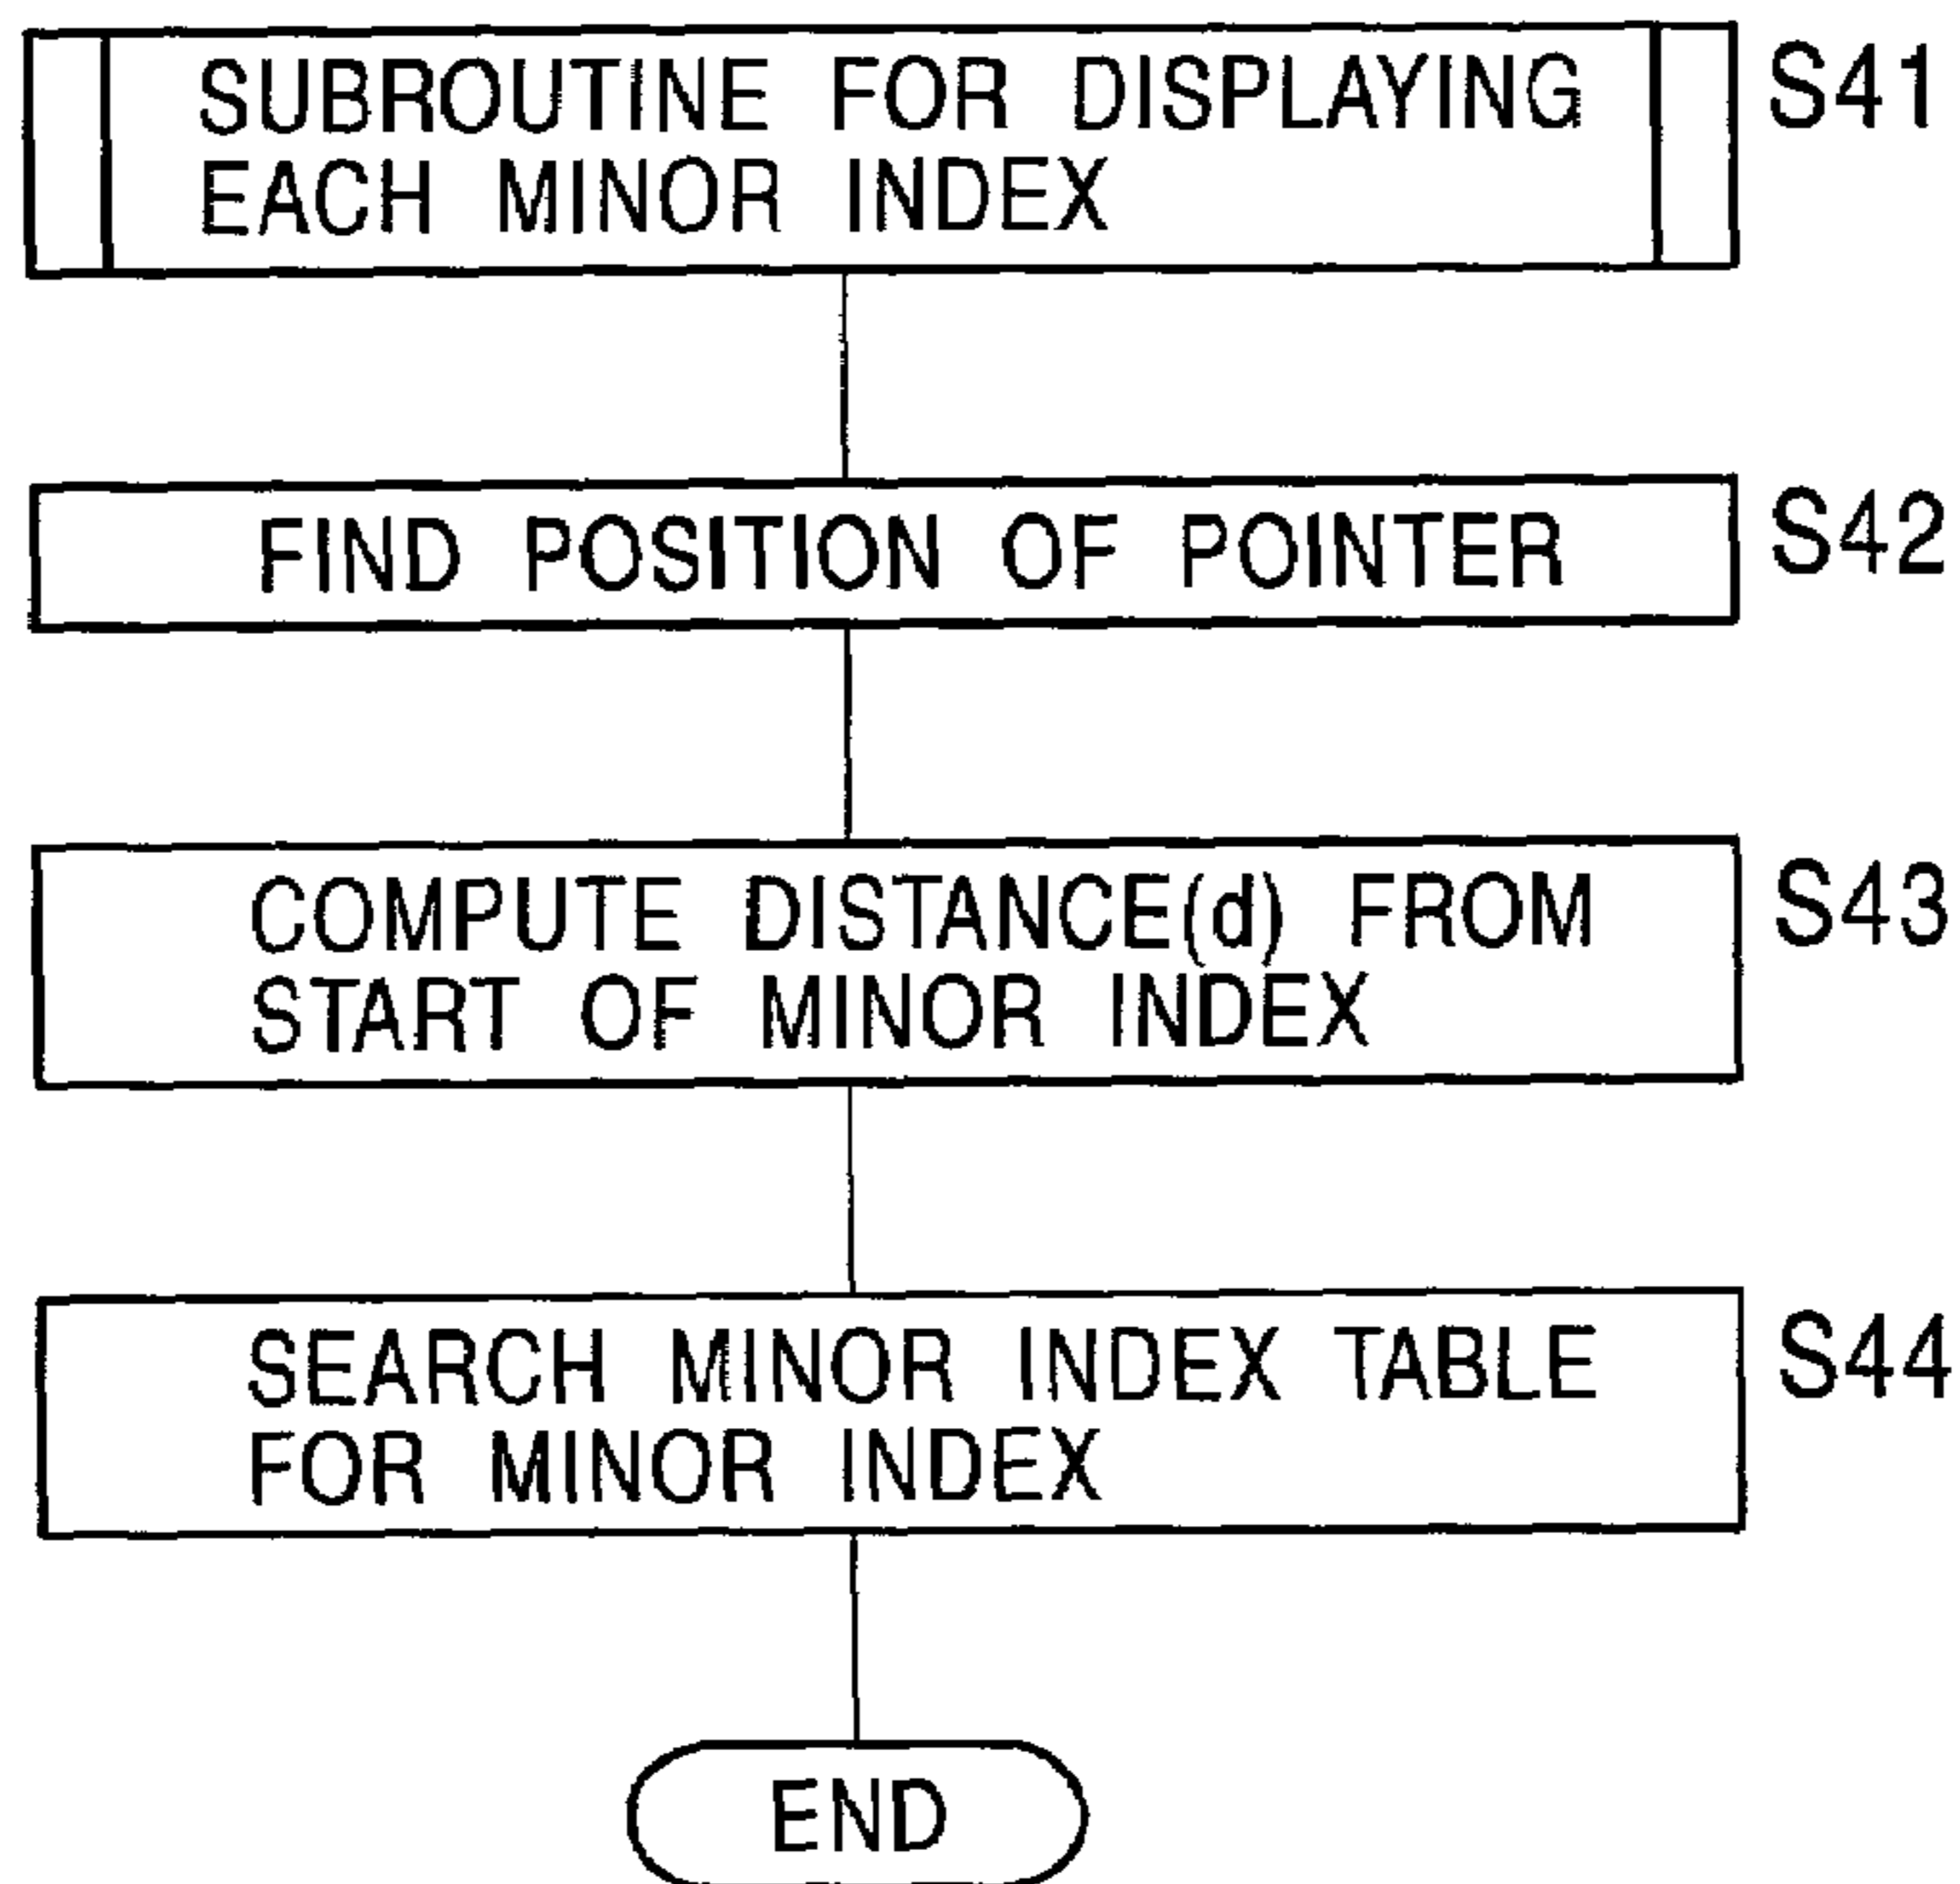 SUBROUTINE FOR DISPLAYING
EACH MINOR INDEX
S41
FIND POSITION OF POINTER
S42
COMPUTE DISTANCE(d) FROM
START OF MINOR INDEX
S43
SEARCH MINOR INDEX TABLE
FOR MINOR INDEX
S44
END